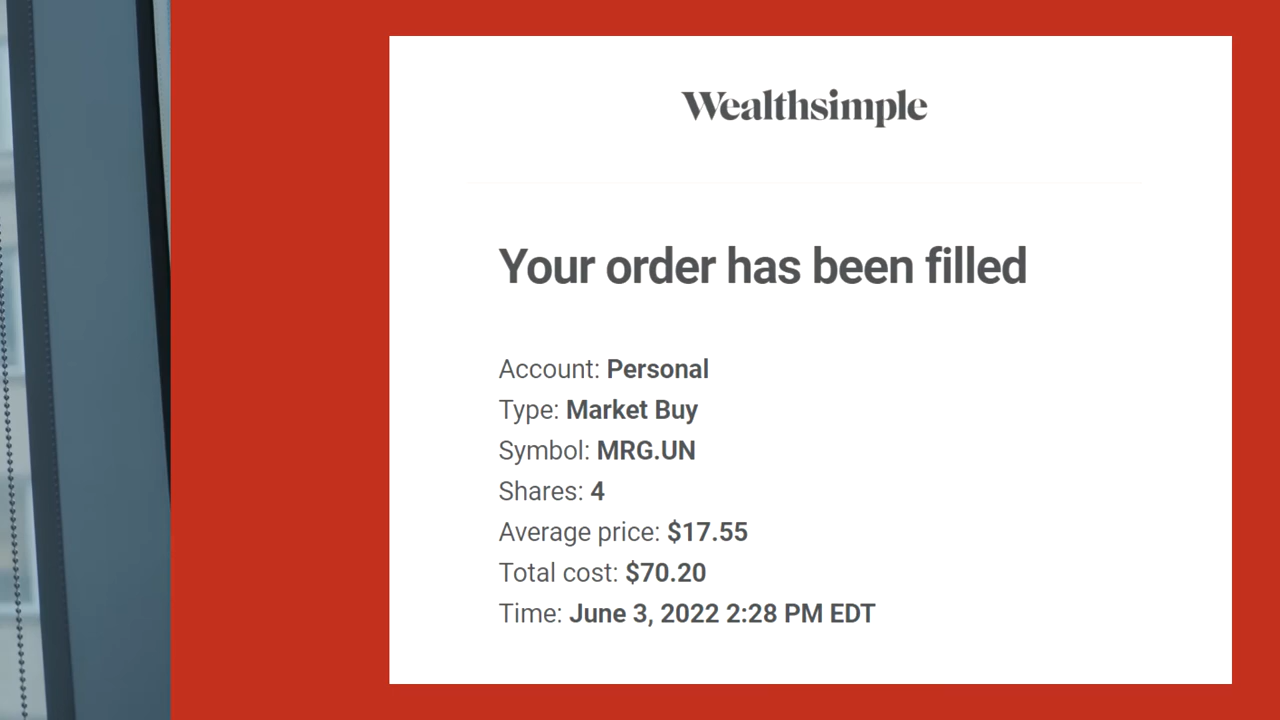 Wealthsimple
Your order has been filled
Account: Personal
Type: Market Buy
Symbol: MRG.UN
Shares: 4
Average price: $17.55
Total cost: $70.20
Time: June 3, 2022 2:28 PM EDT